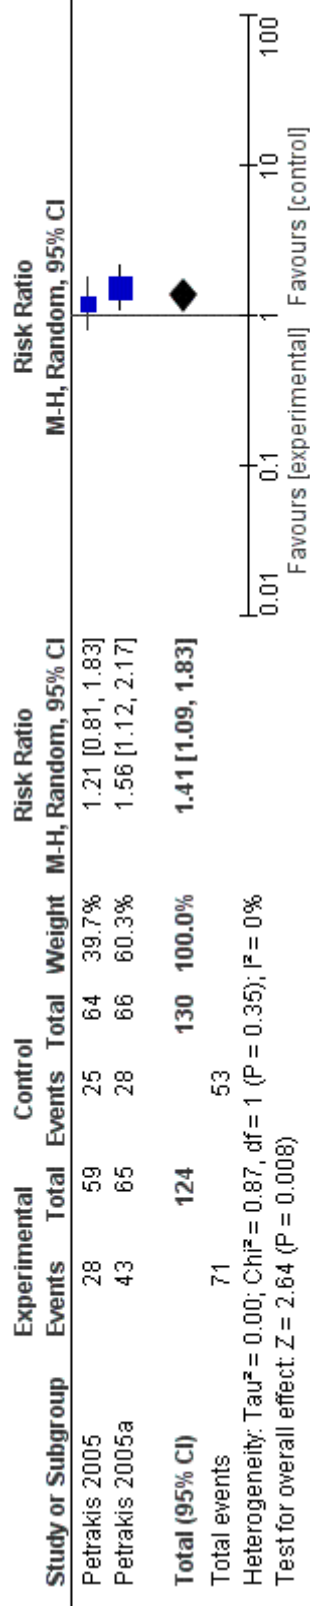 Experimental Control Risk Ratio Risk Ratio
Study or Subgroup Events Total Events Total Weight M-H, Random, 95% CI M-H, Random, 95% CI
Petrakis 2005 28 59 25 64 39.7% 1.21 [0.81, 1.83]
Petrakis 2005a 43 65 28 66 60.3% 1.56 [1.12, 2.17]
Total (95% CI) 124 130 100.0% 1.41 [1.09, 1.83]
Total events 71 53
Heterogeneity: Tau² = 0.00; Chi² = 0.87, df = 1 (P = 0.35); I² = 0%
Test for overall effect: Z = 2.64 (P = 0.008)
0.01 0.1 1 10 100
Favours [experimental] Favours [control]